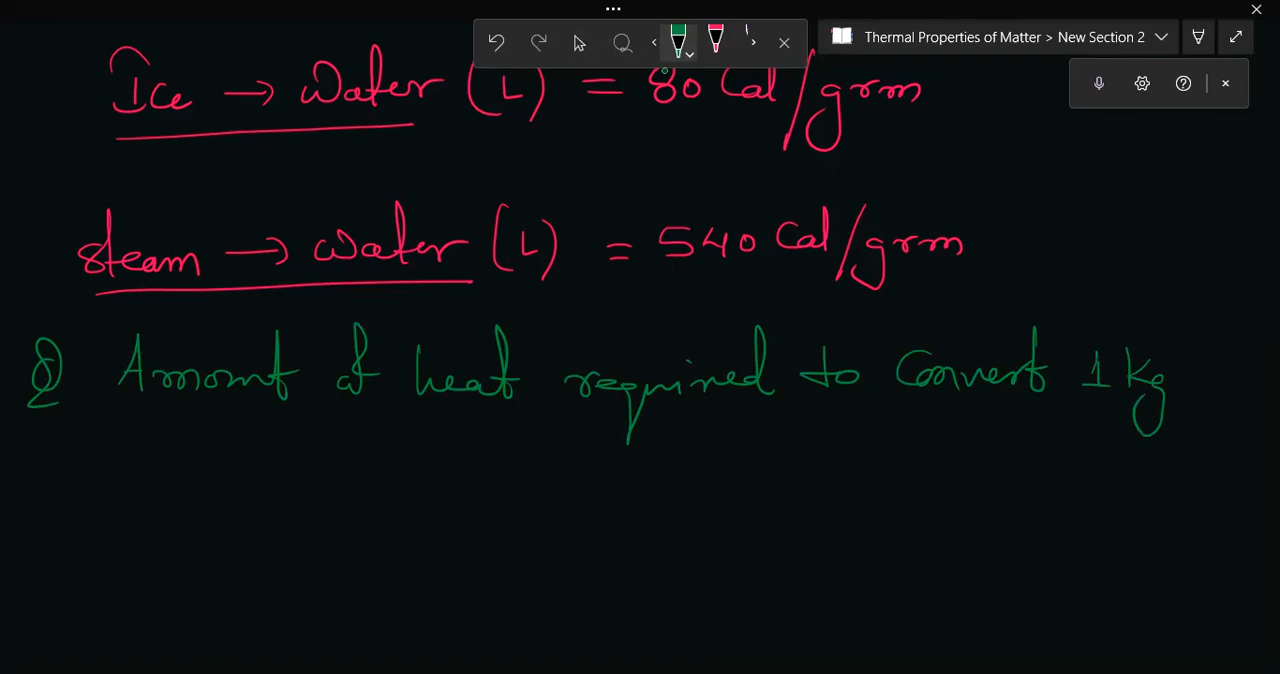 Thermal Properties of Matter > New Section 2
Ice → Water (L) = 80 Cal/grm
Steam → Water (L) = 540 Cal/grm
Q Amount of heat required to Convert 1 Kg